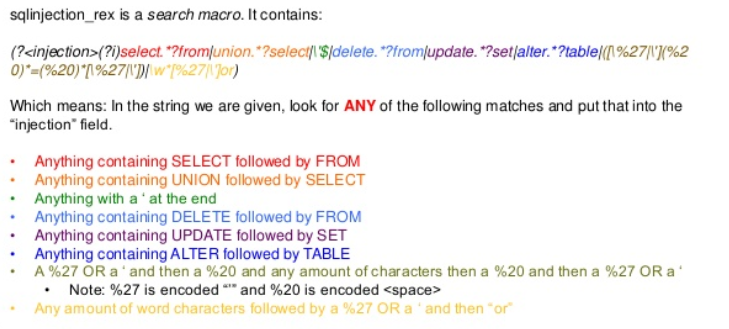 sqlinjection_rex is a search macro. It contains:
(?<injection>(?i)select.*?from|union.*?select|\'$|delete.*?from|update.*?set|alter.*?table|([\%27|\'](%2
0)*=(%20)*[\%27|\'])|\w*[%27|\']or)
Which means: In the string we are given, look for ANY of the following matches and put that into the
“injection” field.
• Anything containing SELECT followed by FROM
• Anything containing UNION followed by SELECT
• Anything with a ‘ at the end
• Anything containing DELETE followed by FROM
• Anything containing UPDATE followed by SET
• Anything containing ALTER followed by TABLE
• A %27 OR a ‘ and then a %20 and any amount of characters then a %20 and then a %27 OR a ‘
• Note: %27 is encoded “’” and %20 is encoded <space>
• Any amount of word characters followed by a %27 OR a ‘ and then “or”